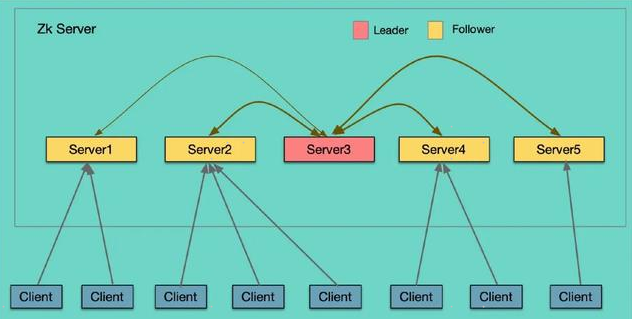 Zk Server
Leader
Follower
Server1
Server2
Server3
Server4
Server5
Client
Client
Client
Client
Client
Client
Client
Client